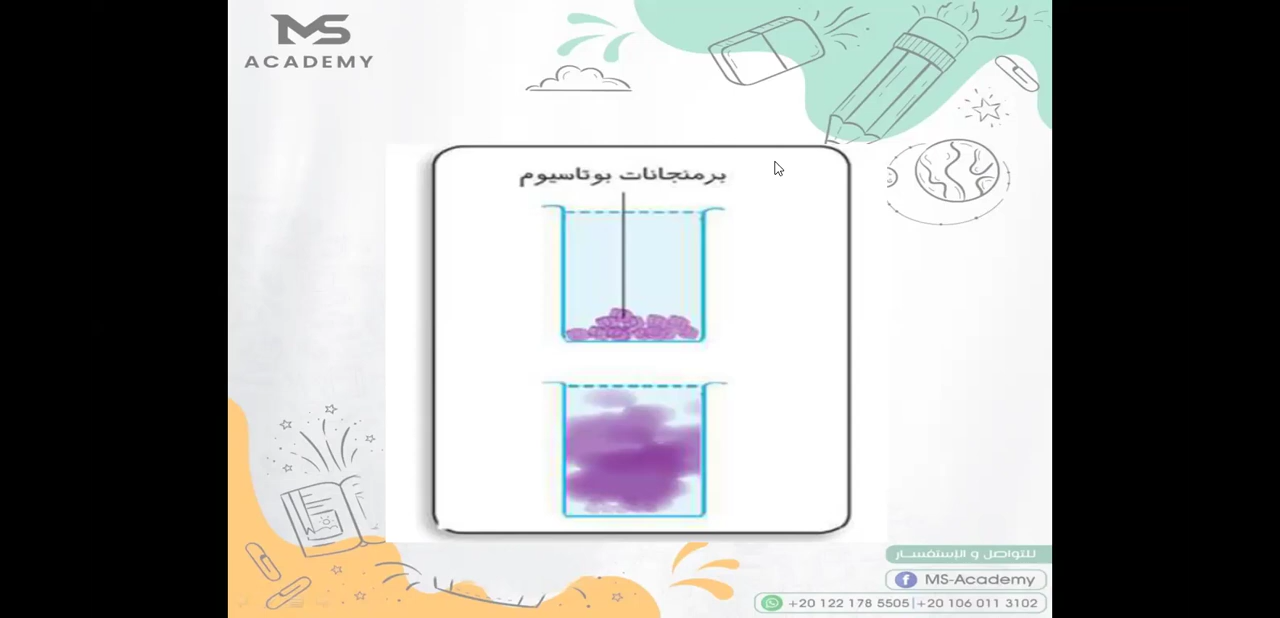 MS
ACADEMY
برمنجانات بوتاسيوم
للتواصل و الإستفسار
MS-Academy
+20 122 178 5505|+20 106 011 3102